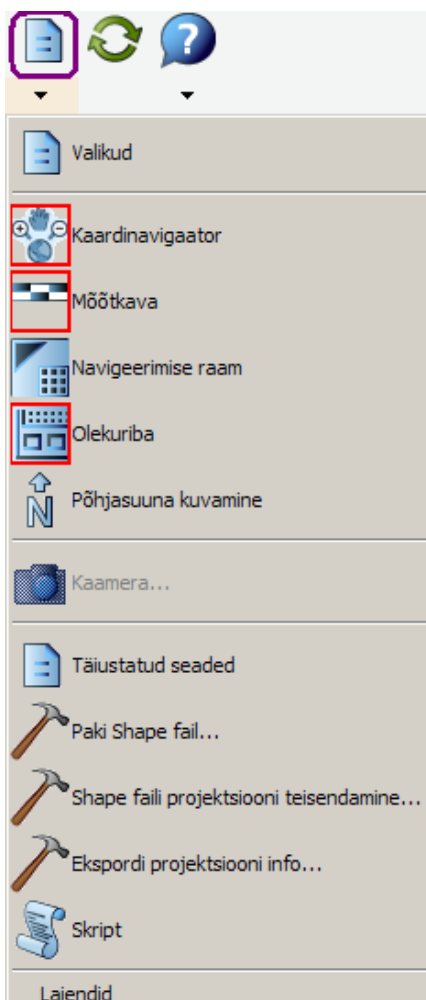 Valikud
Kaardinavigaator
Mõõtkava
Navigeerimise raam
Olekuriba
Põhjasuuna kuvamine
Kaamera...
Täiustatud seaded
Paki Shape fail...
Shape faili projektsiooni teisendamine...
Ekspordi projektsiooni info...
Skript
Laiendid